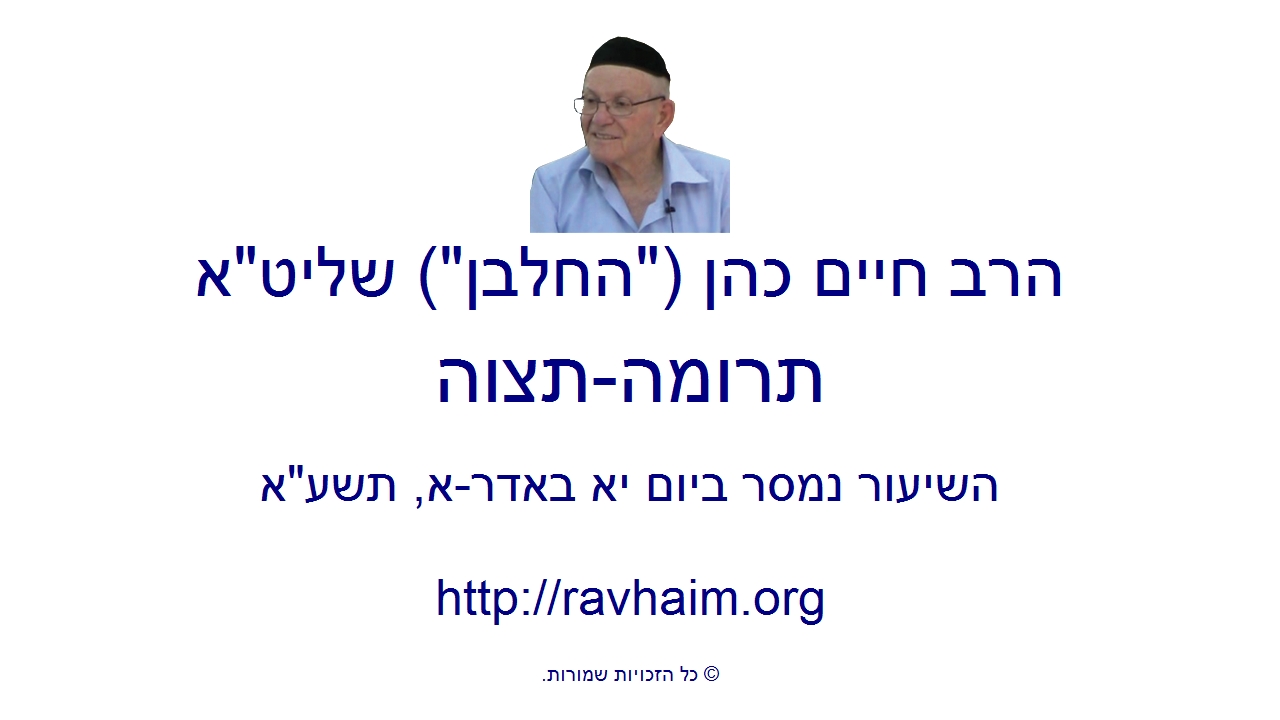 הרב חיים כהן ("החלבן") שליט"א
תרומה-תצוה
השיעור נמסר ביום יא באדר-א, תשע"א
http://ravhaim.org
© כל הזכויות שמורות.